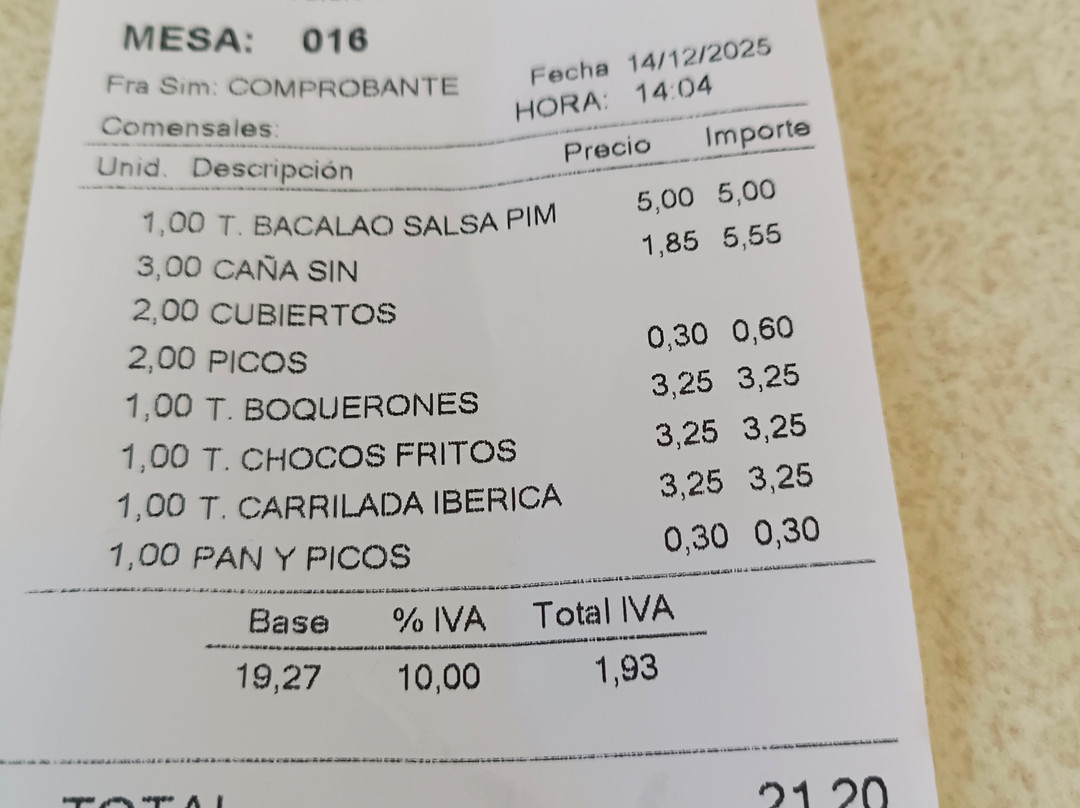 MESA: 016
Fecha 14/12/2025
Fra Sim: COMPROBANTE
HORA: 14:04
Comensales:
Unid. Descripción Precio Importe
1,00 T. BACALAO SALSA PIM 5,00 5,00
3,00 CAÑA SIN 1,85 5,55
2,00 CUBIERTOS
2,00 PICOS 0,30 0,60
1,00 T. BOQUERONES 3,25 3,25
1,00 T. CHOCOS FRITOS 3,25 3,25
1,00 T. CARRILADA IBERICA 3,25 3,25
1,00 PAN Y PICOS 0,30 0,30
Base % IVA Total IVA
19,27 10,00 1,93
TOTAL 21,20